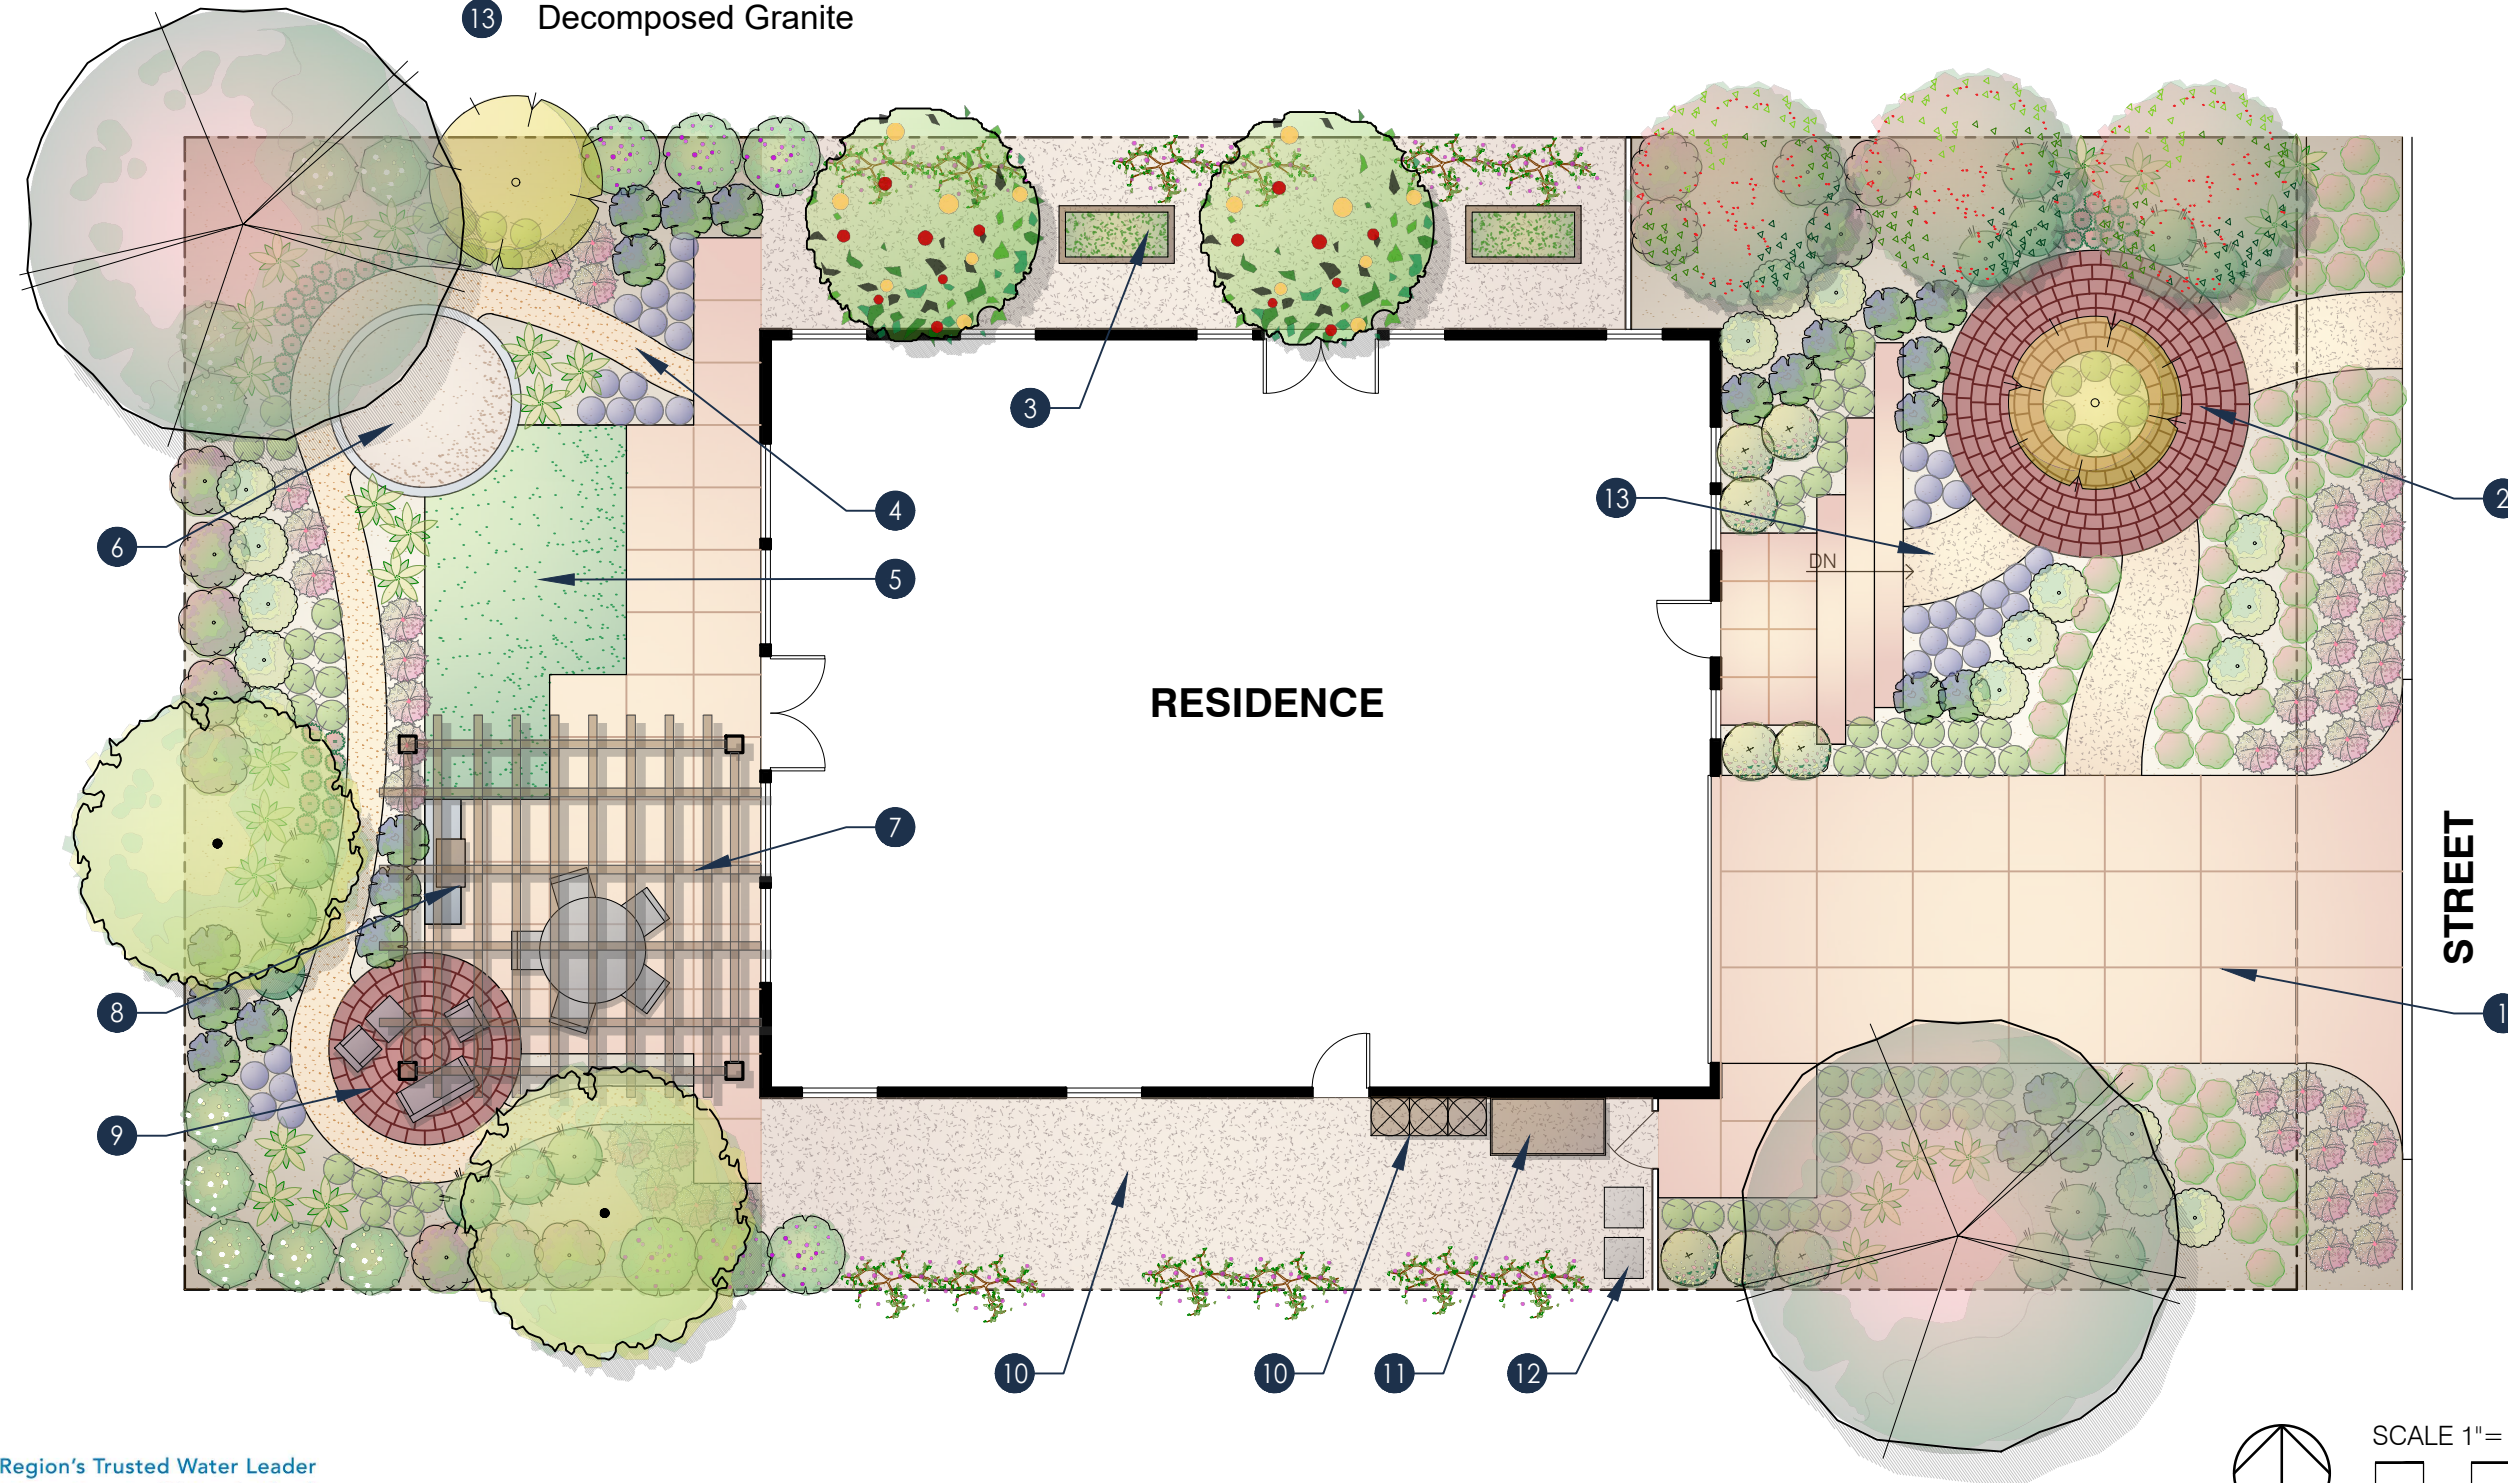 13 Decomposed Granite
3
13
2
4
6
5
DN
RESIDENCE
7
STREET
8
1
9
10
10
11
12
SCALE 1"=
Region's Trusted Water Leader